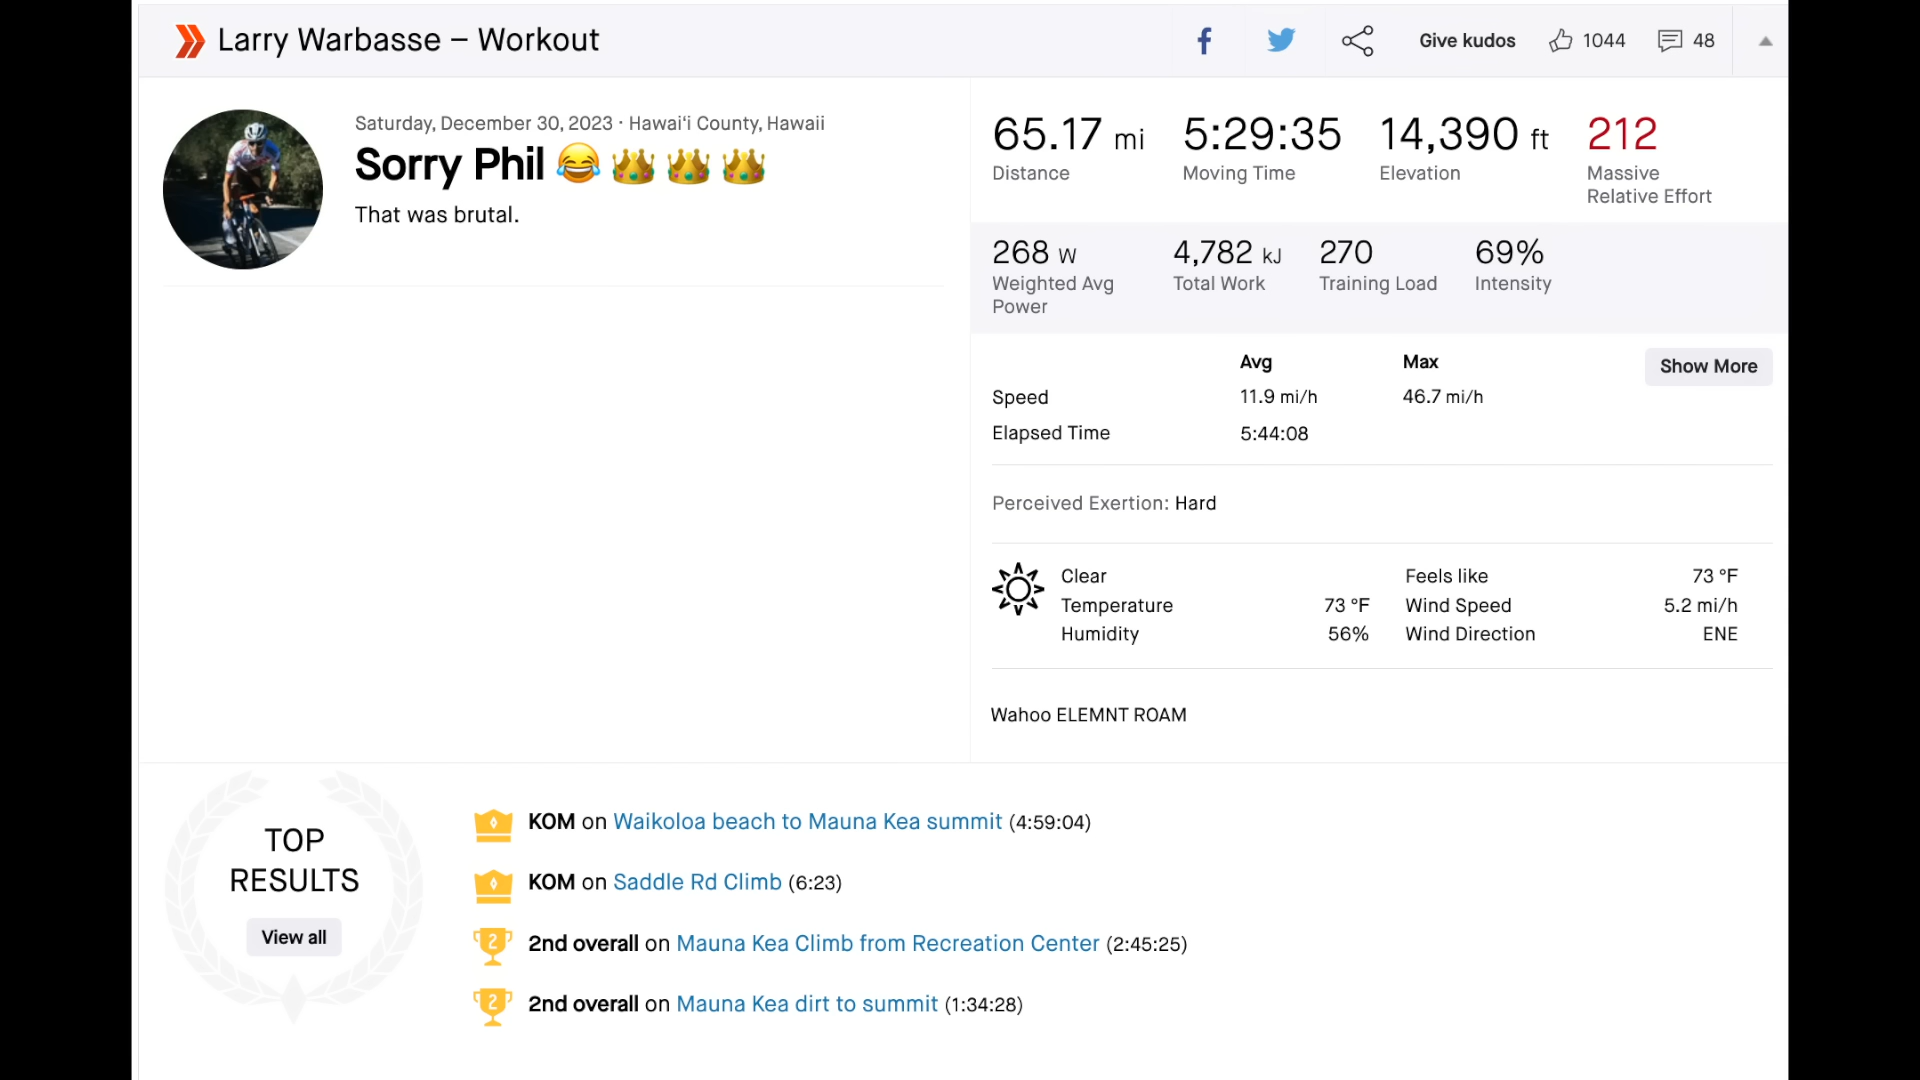 Larry Warbasse – Workout
Give kudos 1044 48
Saturday, December 30, 2023 · Hawai‘i County, Hawaii
Sorry Phil 😂 👑 👑 👑
That was brutal.
65.17 mi 5:29:35 14,390 ft 212
Distance Moving Time Elevation Massive
Relative Effort
268 W 4,782 kJ 270 69%
Weighted Avg Total Work Training Load Intensity
Power
Avg Max Show More
Speed 11.9 mi/h 46.7 mi/h
Elapsed Time 5:44:08
Perceived Exertion: Hard
Clear Feels like 73 °F
Temperature 73 °F Wind Speed 5.2 mi/h
Humidity 56% Wind Direction ENE
Wahoo ELEMNT ROAM
TOP
RESULTS
View all
KOM on Waikoloa beach to Mauna Kea summit (4:59:04)
KOM on Saddle Rd Climb (6:23)
2 2nd overall on Mauna Kea Climb from Recreation Center (2:45:25)
2 2nd overall on Mauna Kea dirt to summit (1:34:28)